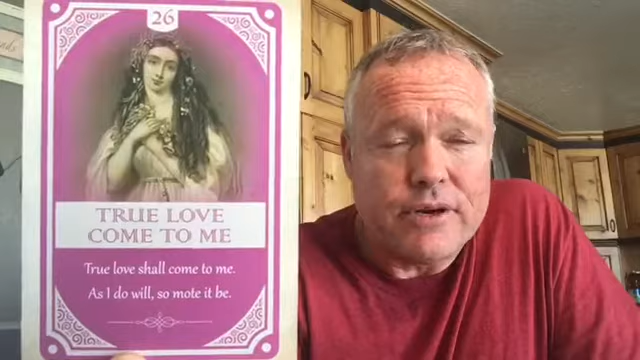 26
TRUE LOVE
COME TO ME
True love shall come to me.
As I do will, so mote it be.